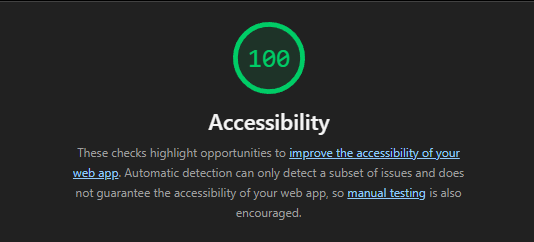 100
Accessibility
These checks highlight opportunities to improve the accessibility of your
web app. Automatic detection can only detect a subset of issues and does
not guarantee the accessibility of your web app, so manual testing is also
encouraged.